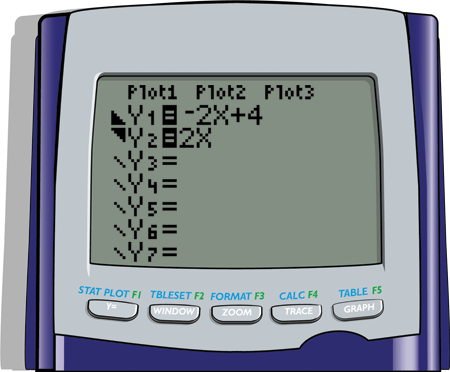 Plot1 Plot2 Plot3
Y1=-2X+4
Y2=2X
Y3=
Y4=
Y5=
Y6=
Y7=
STAT PLOT F1 TBLSET F2 FORMAT F3 CALC F4 TABLE F5
Y= WINDOW ZOOM TRACE GRAPH